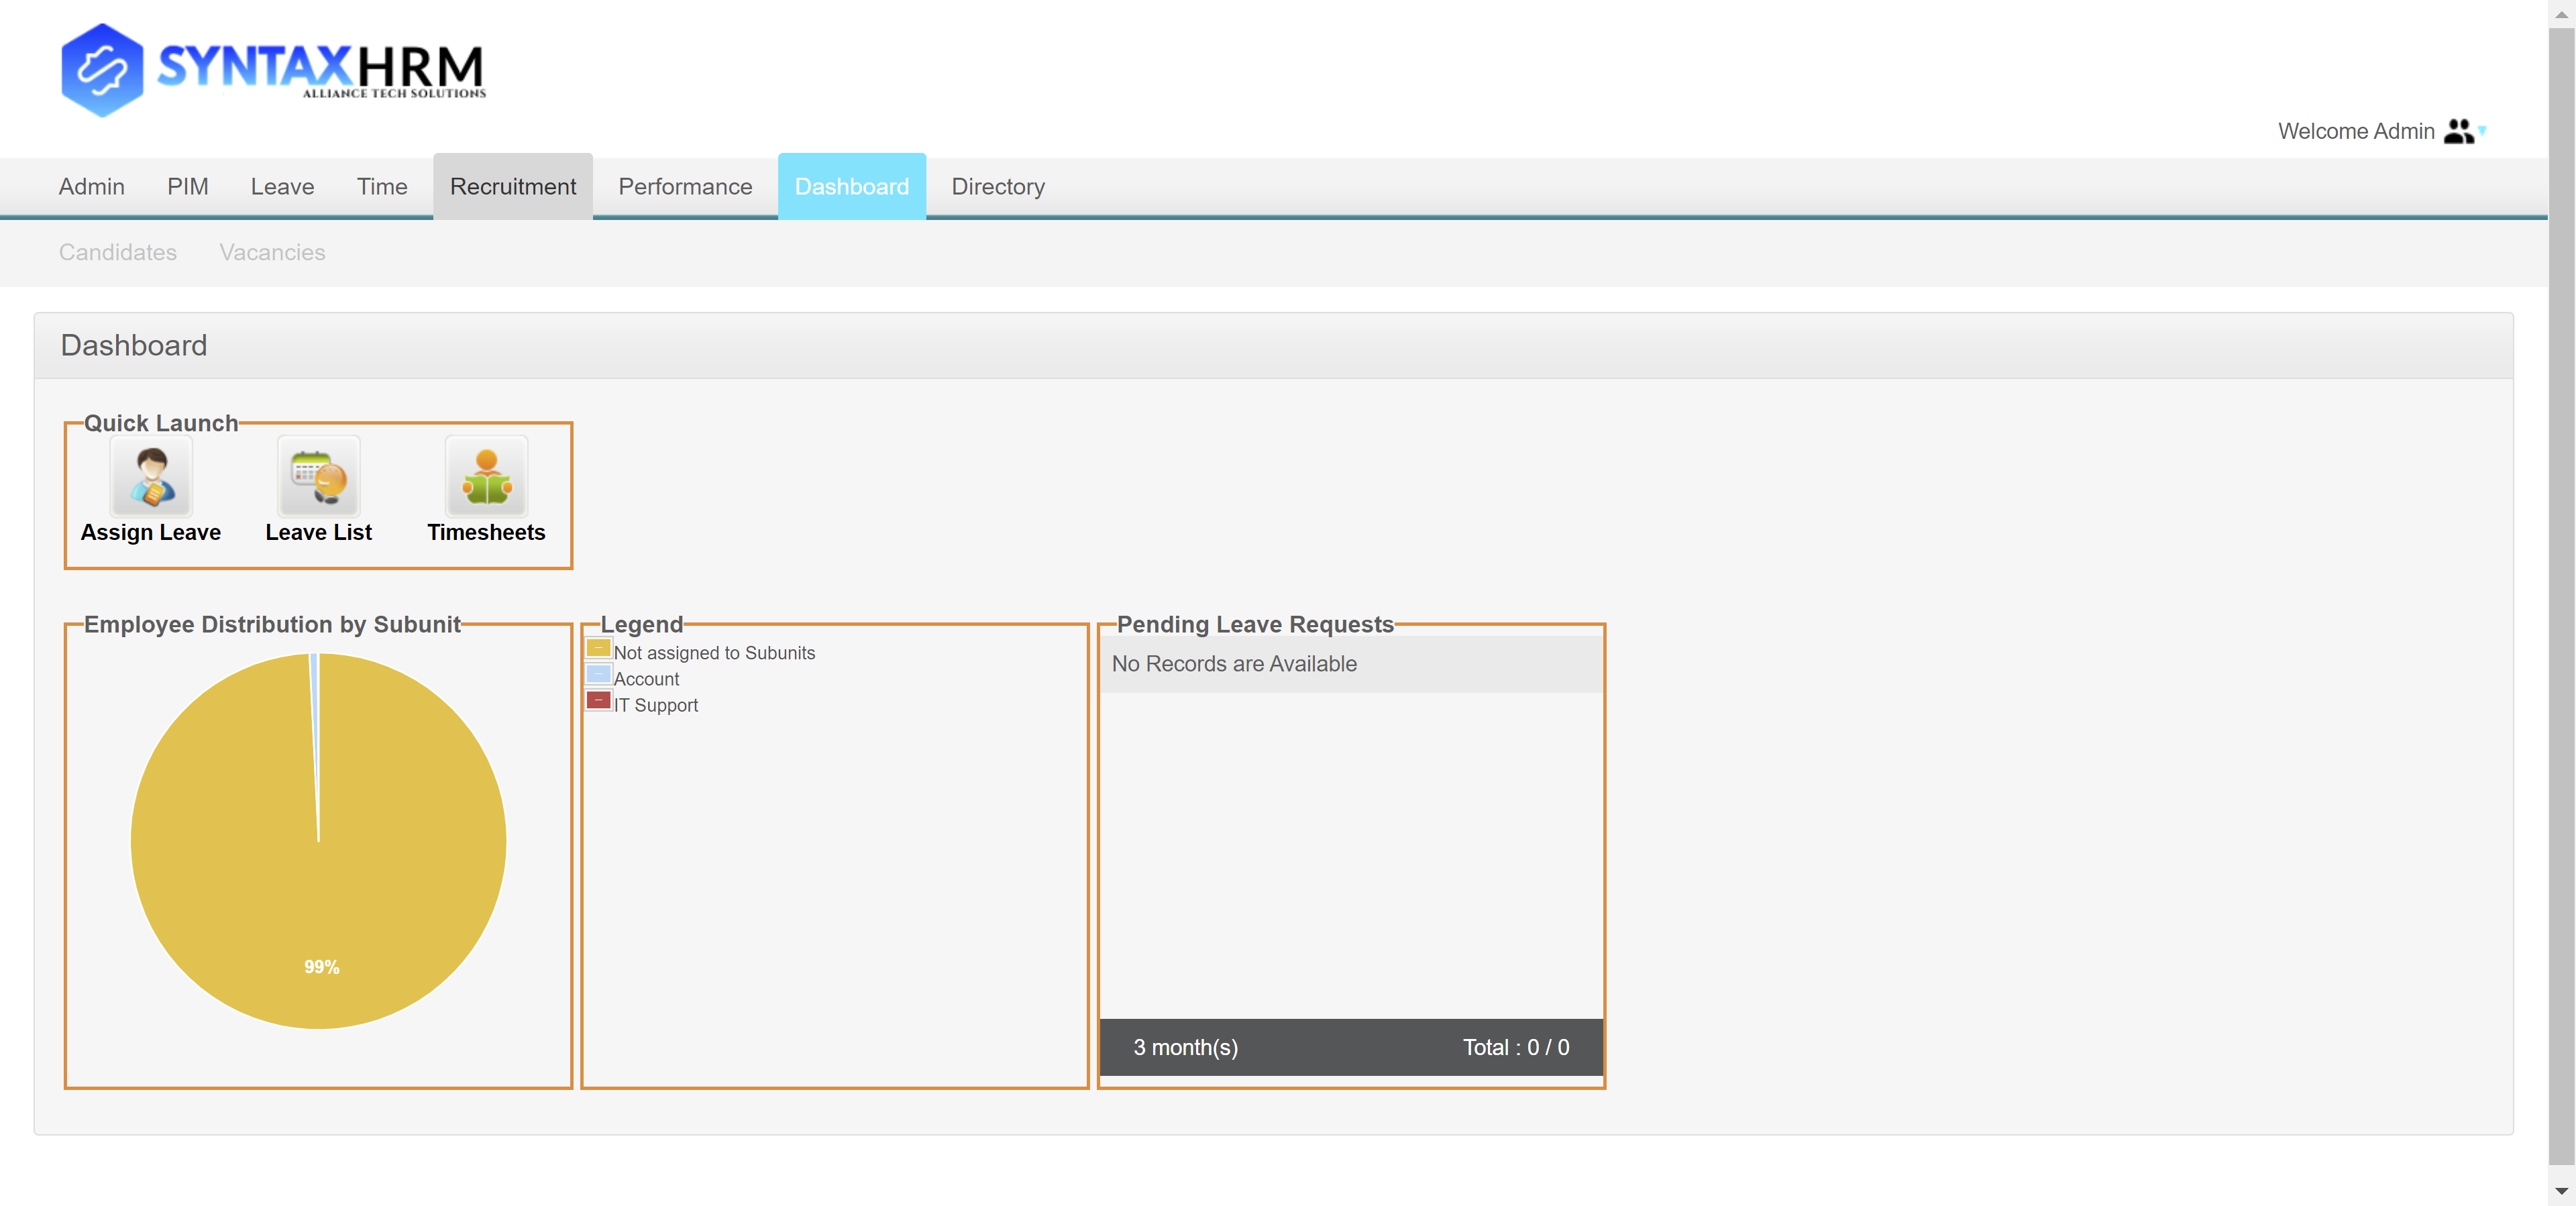 SYNTAXHRM
ALLIANCE TECH SOLUTIONS
Welcome Admin
Admin PIM Leave Time Recruitment Performance Dashboard Directory
Candidates Vacancies
Dashboard
Quick Launch
Assign Leave Leave List Timesheets
Employee Distribution by Subunit
99%
Legend
Not assigned to Subunits
Account
IT Support
Pending Leave Requests
No Records are Available
3 month(s) Total : 0 / 0